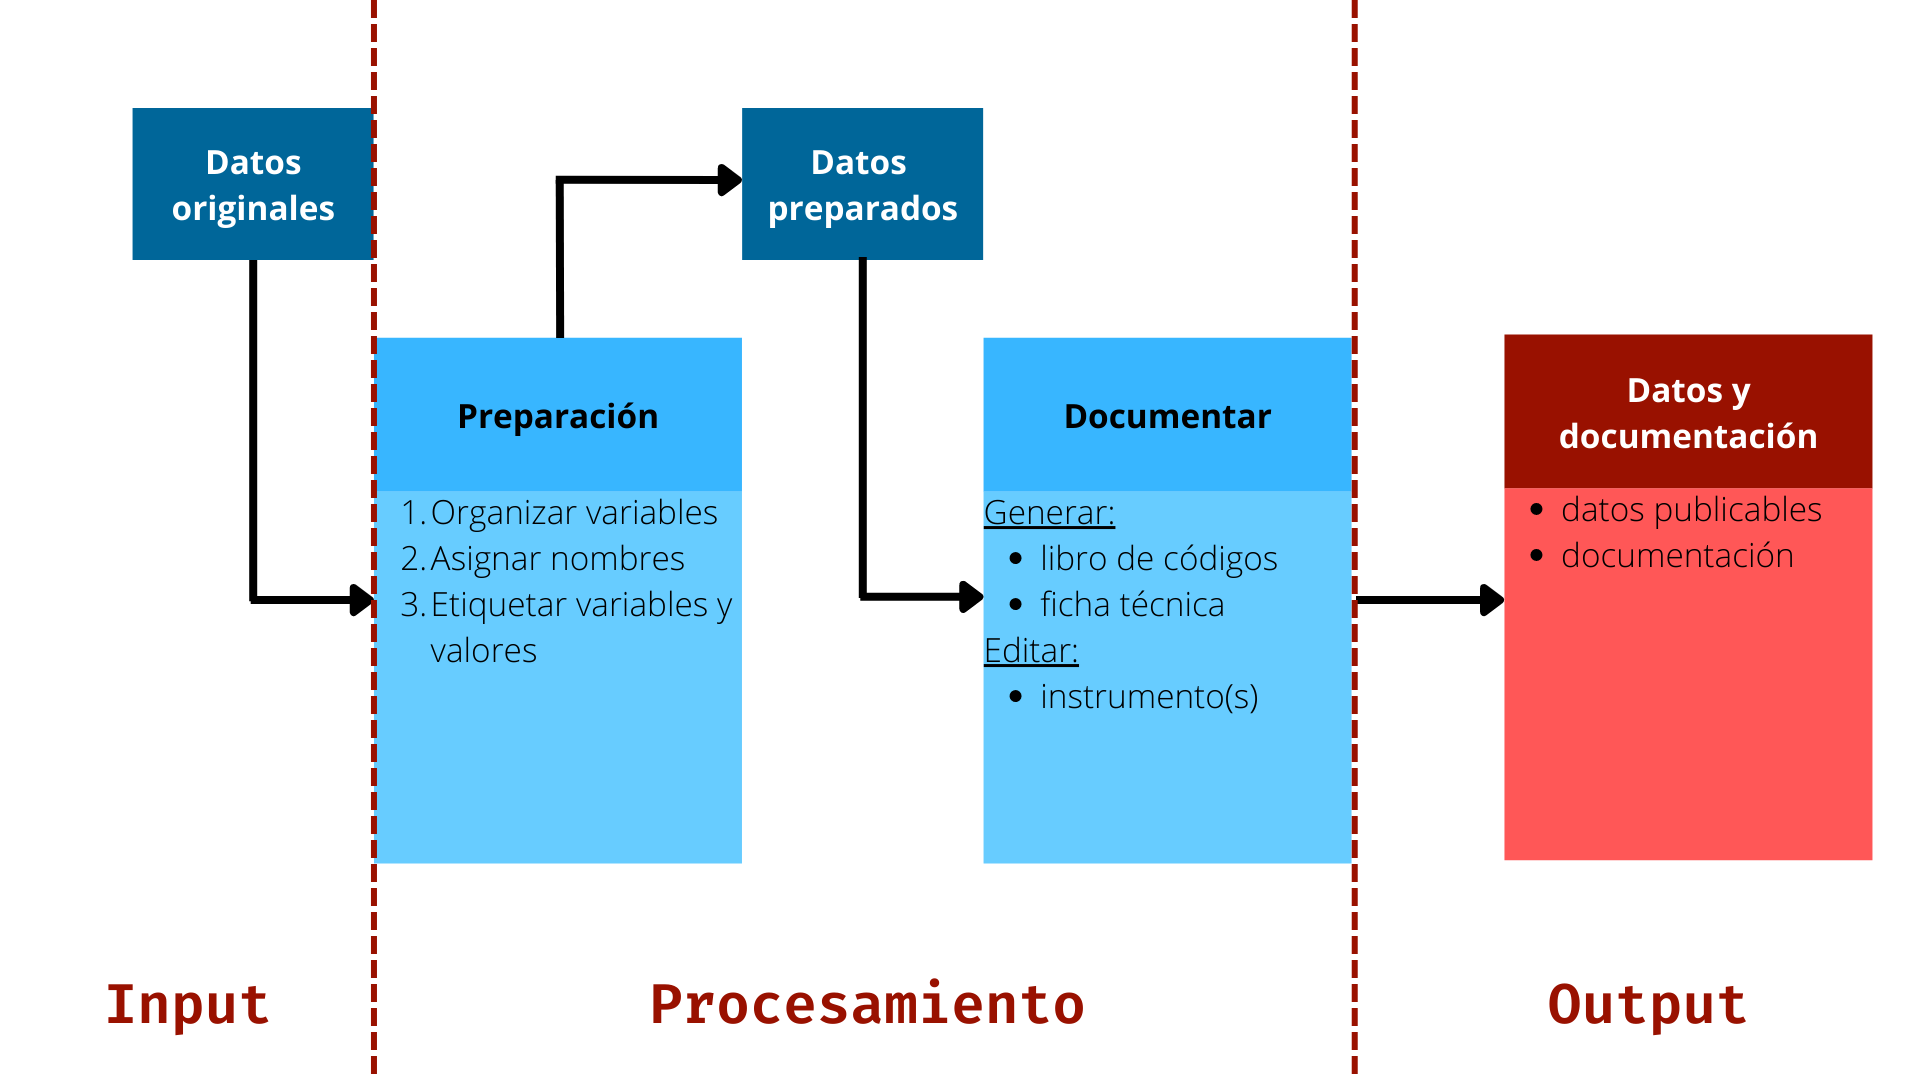 Datos
originales
Preparación
1. Organizar variables
2. Asignar nombres
3. Etiquetar variables y
valores
Datos
preparados
Documentar
Generar:
• libro de códigos
• ficha técnica
Editar:
• instrumento(s)
Datos y
documentación
• datos publicables
• documentación
Input
Procesamiento
Output